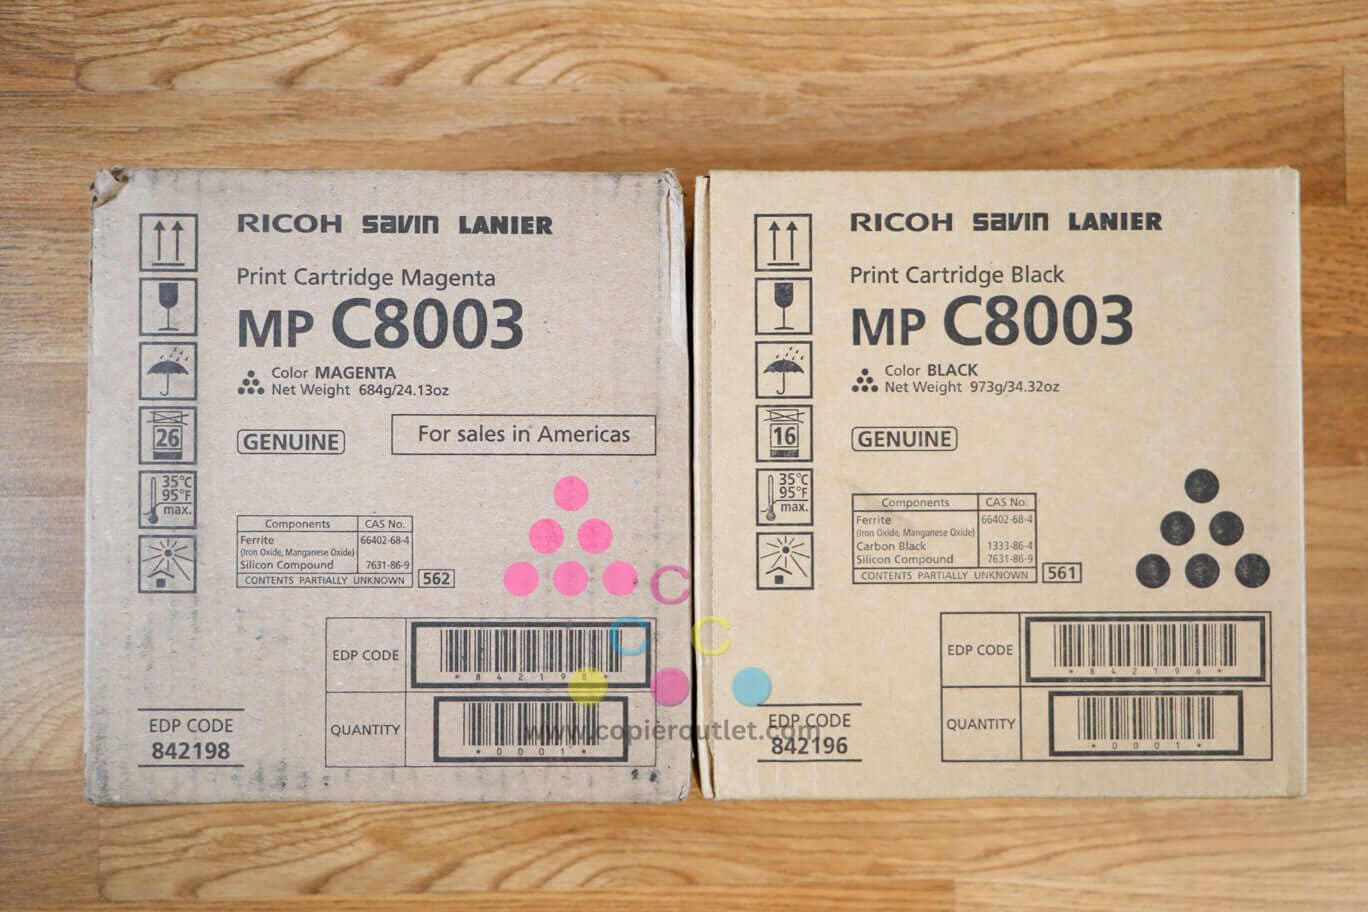 RICOH Savin LANIER
Print Cartridge Magenta
MP C8003
Color MAGENTA
Net Weight 684g/24.13oz
GENUINE
For sales in Americas
26
35°C
95°F
max.
Components CAS No.
Ferrite 66402-68-4
(Iron Oxide, Manganese Oxide)
Silicon Compound 7631-86-9
CONTENTS PARTIALLY UNKNOWN 562
EDP CODE
*842198*
QUANTITY
*0001*
EDP CODE
842198
RICOH Savin LANIER
Print Cartridge Black
MP C8003
Color BLACK
Net Weight 973g/34.32oz
GENUINE
16
35°C
95°F
max.
Components CAS No.
Ferrite 66402-68-4
(Iron Oxide, Manganese Oxide)
Carbon Black 1333-86-4
Silicon Compound 7631-86-9
CONTENTS PARTIALLY UNKNOWN 561
EDP CODE
*842196*
QUANTITY
*0001*
EDP CODE
842196
C
C C
www.copieroutlet.com